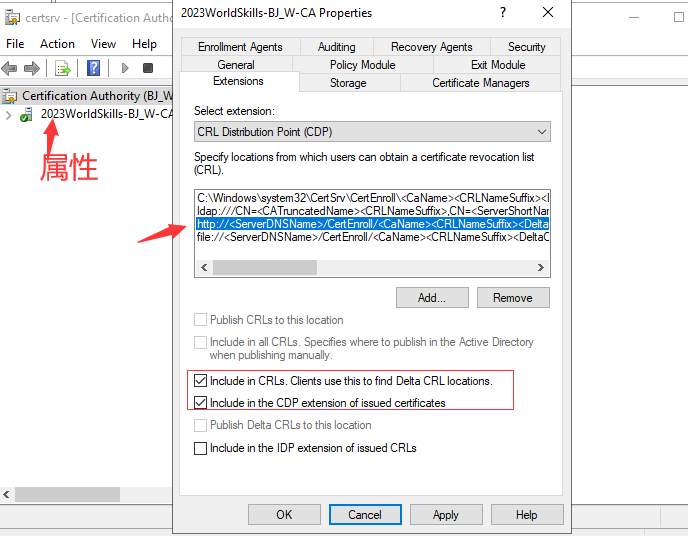 certsrv - [Certification Autho
2023WorldSkills-BJ_W-CA Properties
File Action View Help
Certification Authority (BJ_W
2023WorldSkills-BJ_W-CA
属性
Enrollment Agents Auditing Recovery Agents Security
General Policy Module Exit Module
Extensions Storage Certificate Managers
Select extension:
CRL Distribution Point (CDP)
Specify locations from which users can obtain a certificate revocation list
(CRL).
C:\Windows\system32\CertSrv\CertEnroll\<CaName><CRLNameSuffix><
ldap:///CN=<CATruncatedName><CRLNameSuffix>,CN=<ServerShortNam
http://<ServerDNSName>/CertEnroll/<CaName><CRLNameSuffix><Delta
file://<ServerDNSName>/CertEnroll/<CaName><CRLNameSuffix><DeltaC
Add... Remove
Publish CRLs to this location
Include in all CRLs. Specifies where to publish in the Active Directory
when publishing manually.
Include in CRLs. Clients use this to find Delta CRL locations.
Include in the CDP extension of issued certificates
Publish Delta CRLs to this location
Include in the IDP extension of issued CRLs
OK Cancel Apply Help